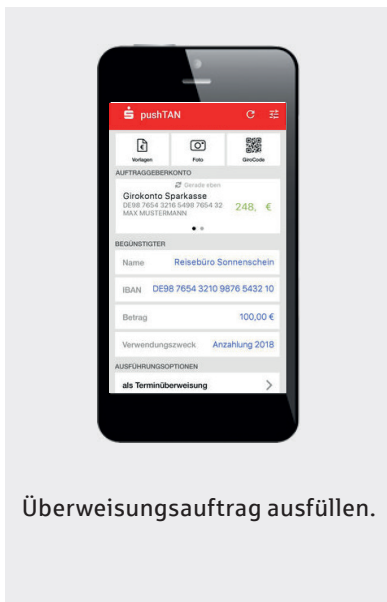 pushTAN
Vorlagen Foto GiroCode
AUFTRAGGEBERKONTO
Gerade eben
Girokonto Sparkasse
DE98 7654 3216 5498 7654 32
MAX MUSTERMANN
248, €
BEGÜNSTIGTER
Name Reisebüro Sonnenschein
IBAN DE98 7654 3210 9876 5432 10
Betrag 100,00 €
Verwendungszweck Anzahlung 2018
AUSFÜHRUNGSOPTIONEN
als Terminüberweisung
Überweisungsauftrag ausfüllen.